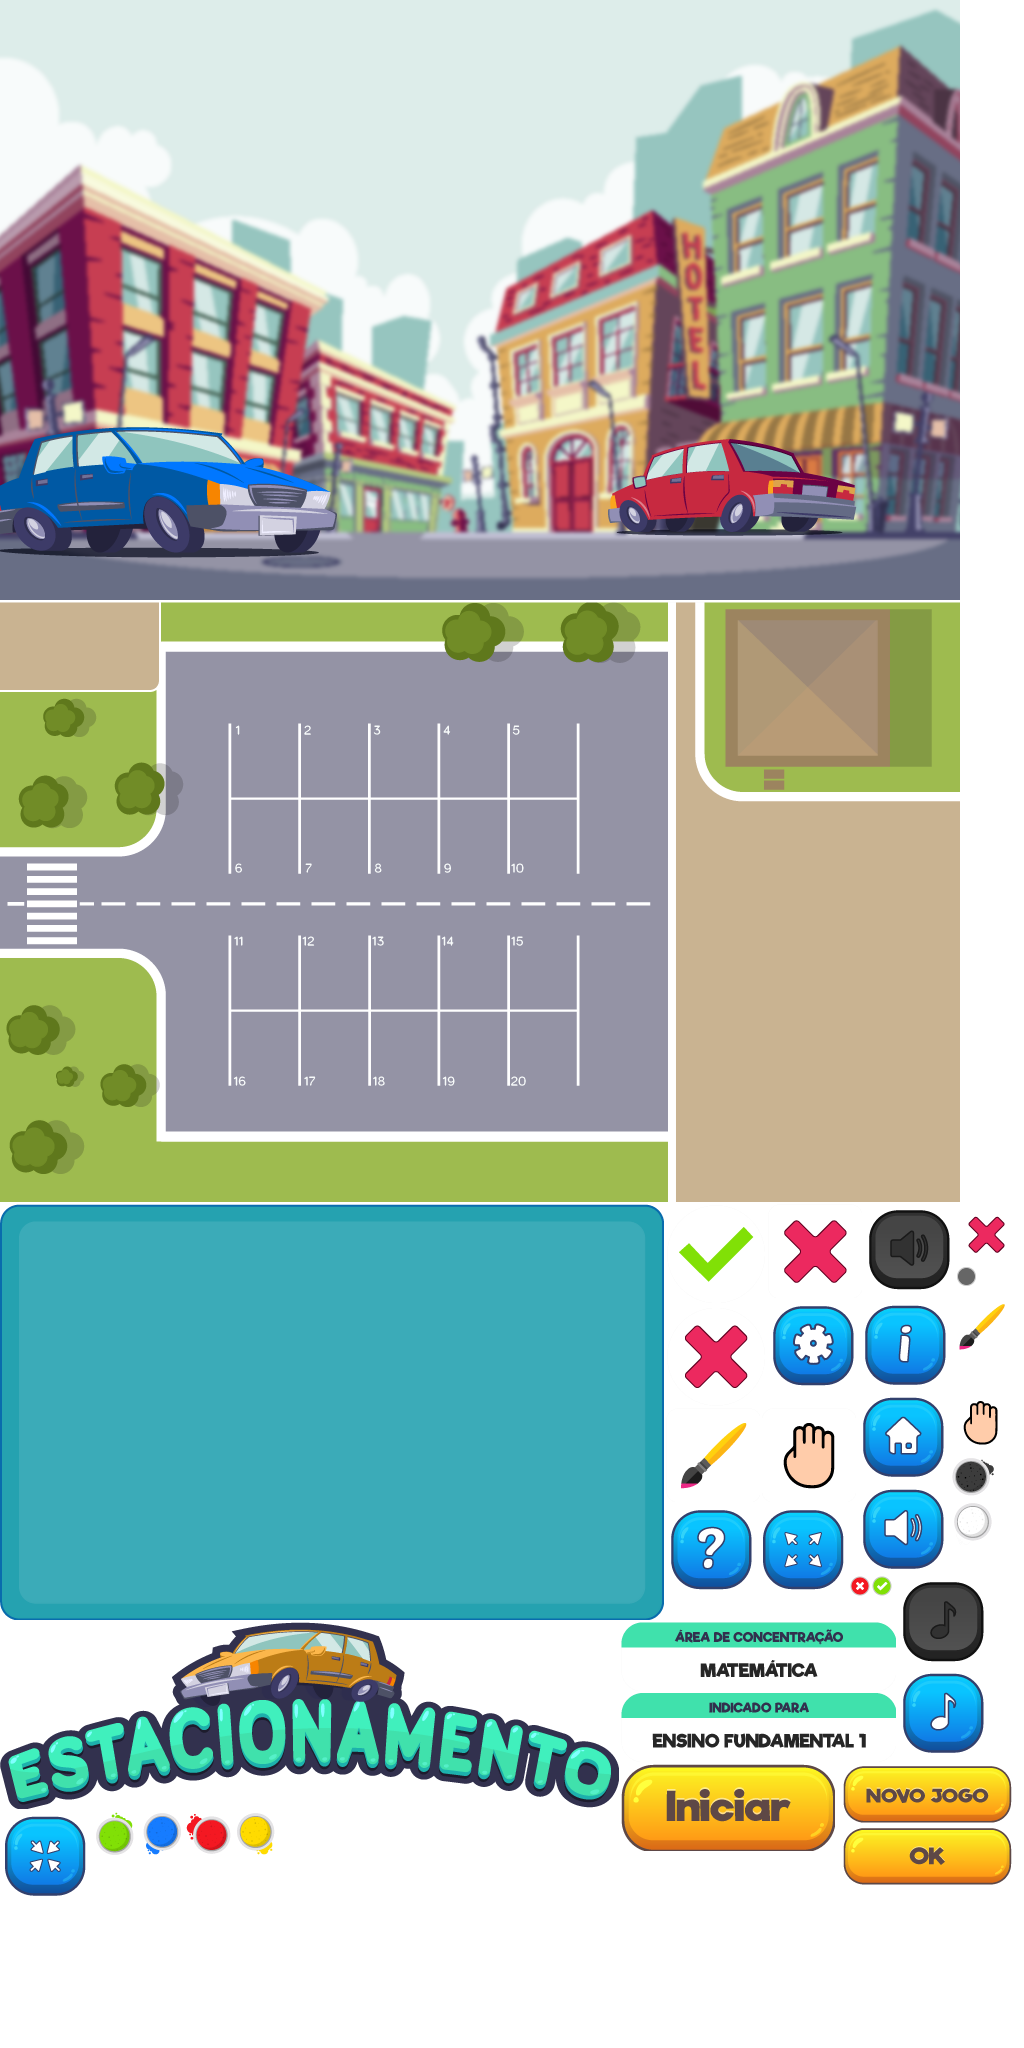 HOTEL
1 2 3 4 5
6 7 8 9 10
11 12 13 14 15
16 17 18 19 20
i
?
ESTACIONAMENTO
ÁREA DE CONCENTRAÇÃO
MATEMÁTICA
INDICADO PARA
ENSINO FUNDAMENTAL 1
Iniciar
NOVO JOGO
OK